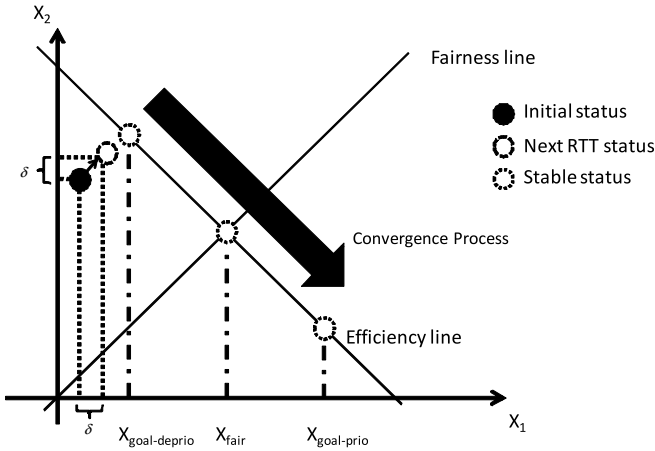 X2
Fairness line
Initial status
Next RTT status
Stable status
δ
Convergence Process
Efficiency line
X1
δ
Xgoal-deprio
Xfair
Xgoal-prio